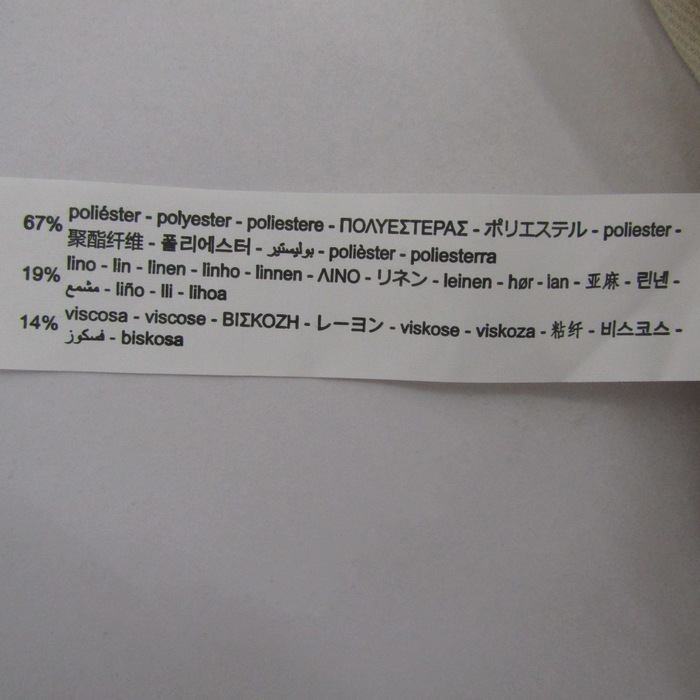 67% poliéster - polyester - poliestere - ΠΟΛΥΕΣΤΕΡΑΣ - ポリエステル - poliester -
聚酯纤维 - 폴리에스터 - بوليستير - polièster - poliesterra
19% lino - lin - linen - linho - linnen - ΛΙΝΟ - リネン - leinen - hør - lan - 亚麻 - 린넨 -
مشمع - liño - lli - lihoa
14% viscosa - viscose - ΒΙΣΚΟΖΗ - レーヨン - viskose - viskoza - 粘纤 - 비스코스 -
فسكوز - biskosa